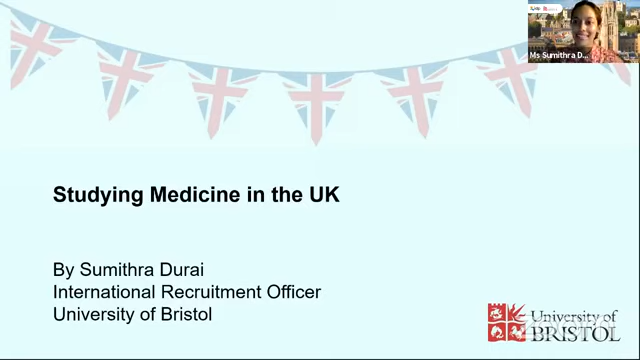 Ms Sumithra D...
Studying Medicine in the UK
By Sumithra Durai
International Recruitment Officer
University of Bristol
University of
BRISTOL